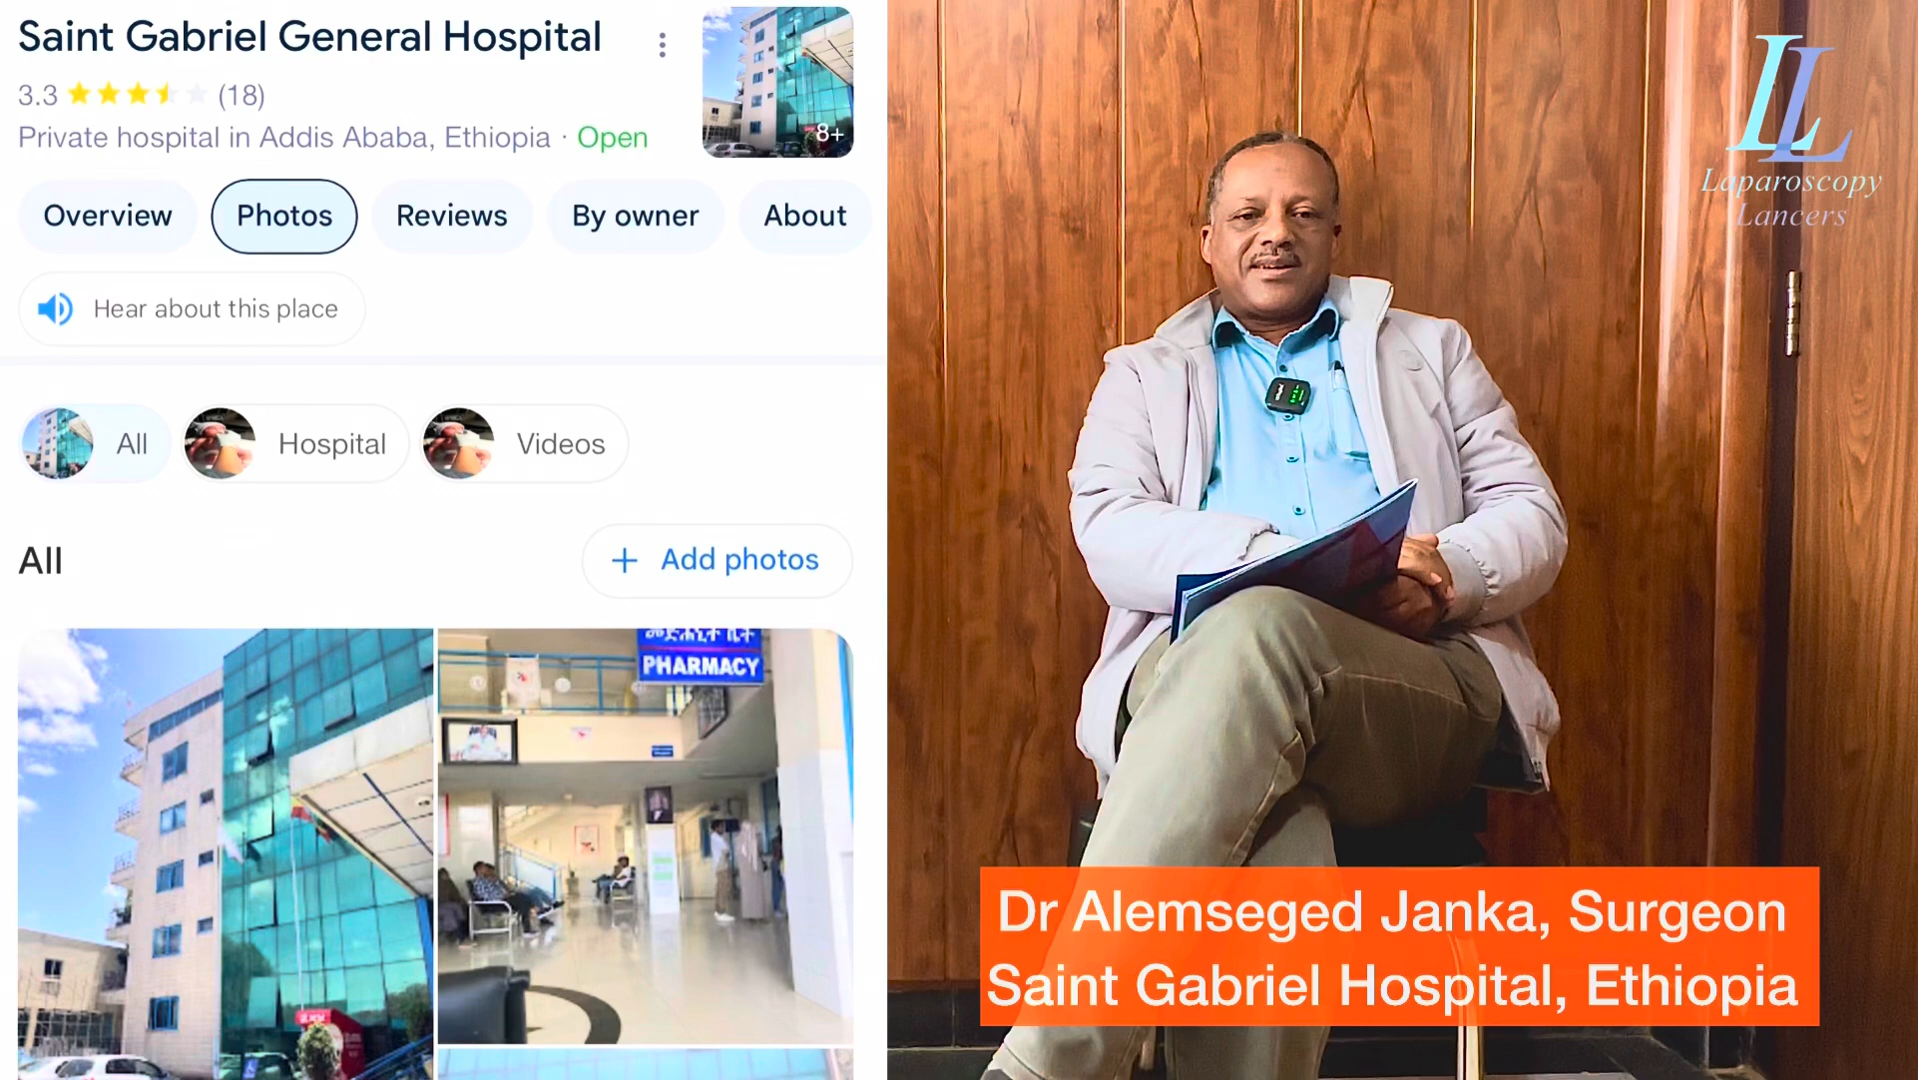 Saint Gabriel General Hospital
3.3 (18)
Private hospital in Addis Ababa, Ethiopia · Open
8+
Overview
Photos
Reviews
By owner
About
Hear about this place
All
Hospital
Videos
All
+ Add photos
መድሐኒት ቤት
PHARMACY
LL
Laparoscopy
Lancers
Dr Alemseged Janka, Surgeon
Saint Gabriel Hospital, Ethiopia